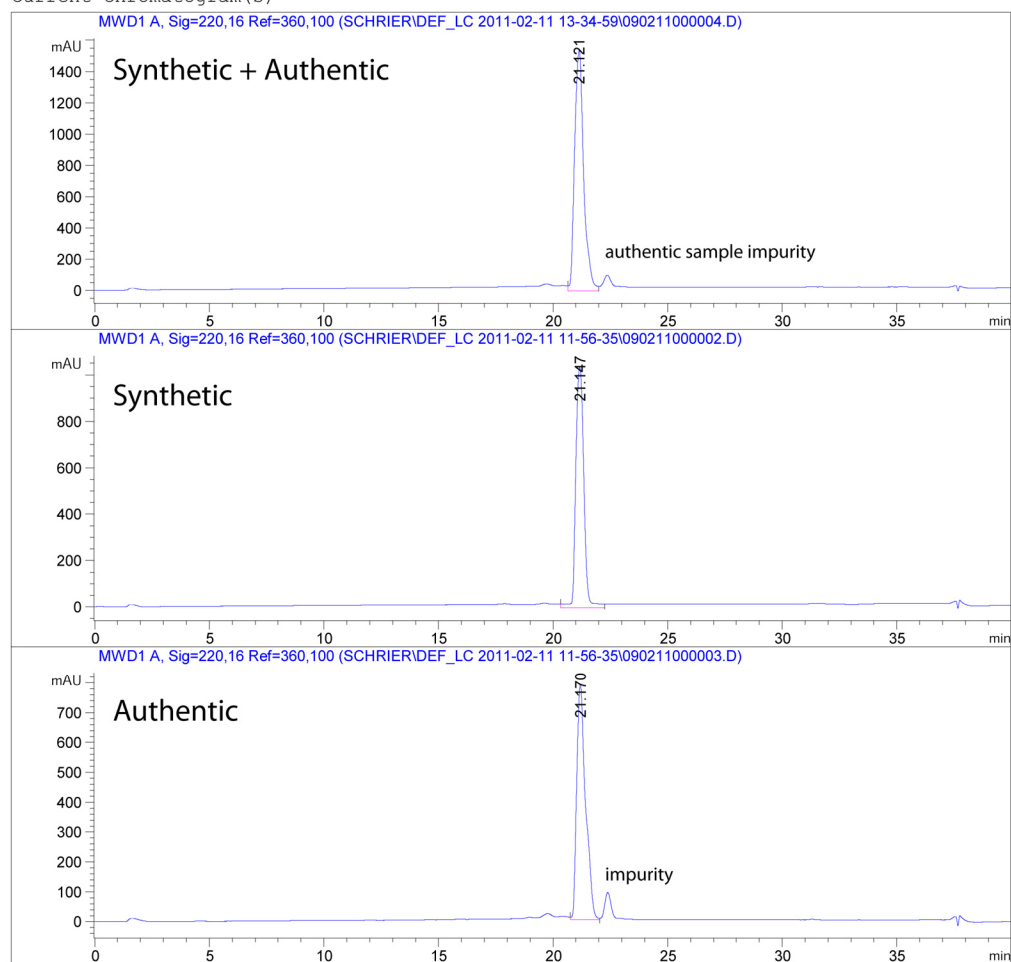 Current Chromatogram(s)
MWD1 A, Sig=220,16 Ref=360,100 (SCHRIER\DEF_LC 2011-02-11 13-34-59\090211000004.D)
mAU
21.121
Synthetic + Authentic
1400
1200
1000
800
600
400
200
0
authentic sample impurity
0 5 10 15 20 25 30 35 min
MWD1 A, Sig=220,16 Ref=360,100 (SCHRIER\DEF_LC 2011-02-11 11-56-35\090211000002.D)
mAU
21.147
Synthetic
800
600
400
200
0
0 5 10 15 20 25 30 35 min
MWD1 A, Sig=220,16 Ref=360,100 (SCHRIER\DEF_LC 2011-02-11 11-56-35\090211000003.D)
mAU
21.170
Authentic
700
600
500
400
300
200
100
0
impurity
0 5 10 15 20 25 30 35 min